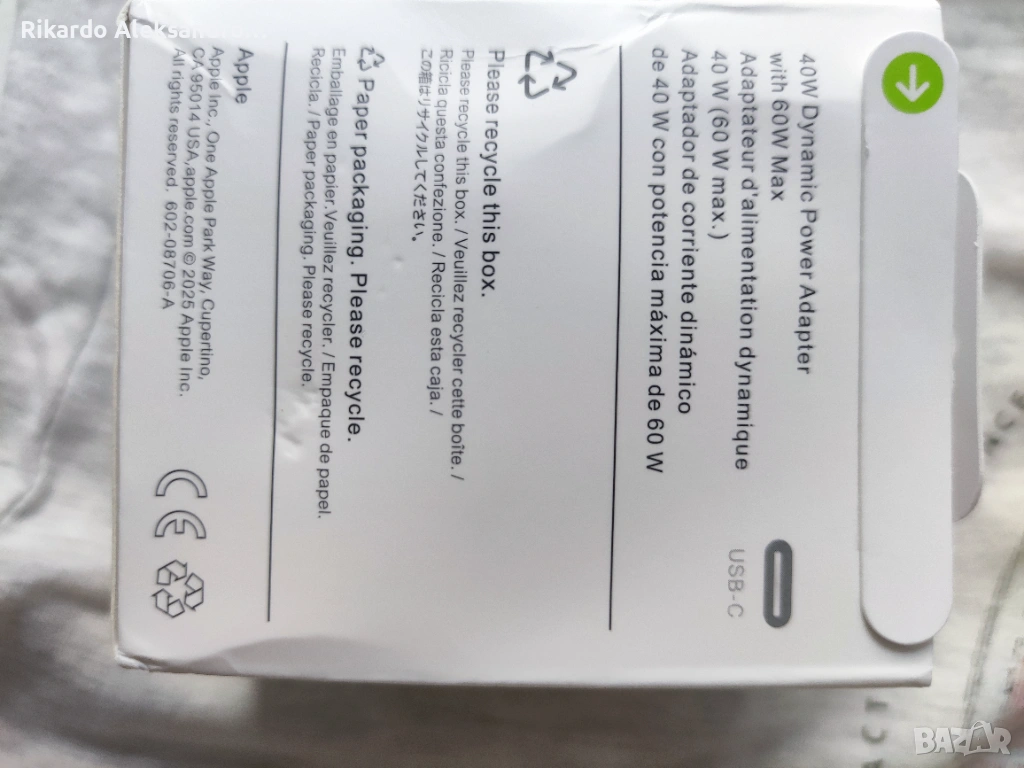 Rikardo Aleksandrov
40W Dynamic Power Adapter
with 60W Max
Adaptateur d'alimentation dynamique
40 W (60 W max.)
Adaptador de corriente dinámico
de 40 W con potencia máxima de 60 W
USB-C
Please recycle this box.
Please recycle this box. / Veuillez recycler cette boîte. /
Ricicla questa confezione. / Recicla esta caja. /
この箱はリサイクルしてください。
Paper packaging. Please recycle.
Emballage en papier. Veuillez recycler. / Empaque de papel.
Recicla. / Paper packaging. Please recycle.
Apple
Apple Inc., One Apple Park Way, Cupertino,
CA 95014 USA, apple.com © 2025 Apple Inc.
All rights reserved. 602-08706-A
CE
BAZAR